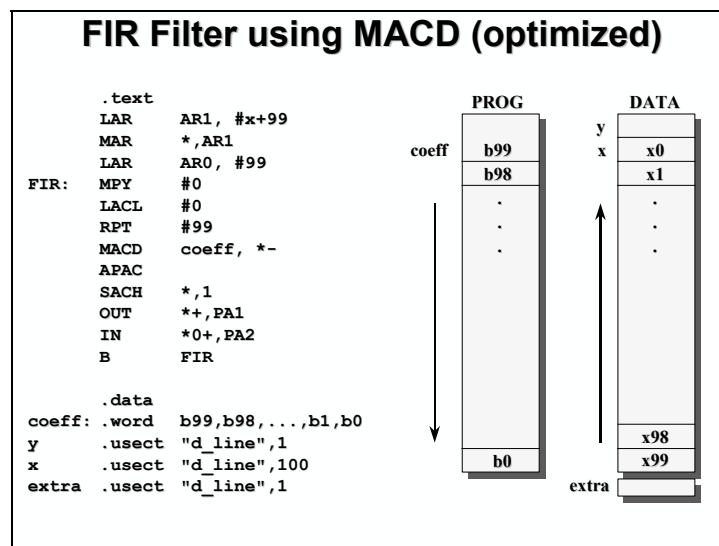 FIR Filter using MACD (optimized)
.text
LAR AR1, #x+99
MAR *,AR1
LAR AR0, #99
FIR: MPY #0
LACL #0
RPT #99
MACD coeff, *-
APAC
SACH *,1
OUT *+,PA1
IN *0+,PA2
B FIR
.data
coeff: .word b99,b98,...,b1,b0
y .usect "d_line",1
x .usect "d_line",100
extra .usect "d_line",1
PROG
coeff b99
b98
.
.
.
b0
DATA
y
x x0
x1
.
.
.
x98
x99
extra